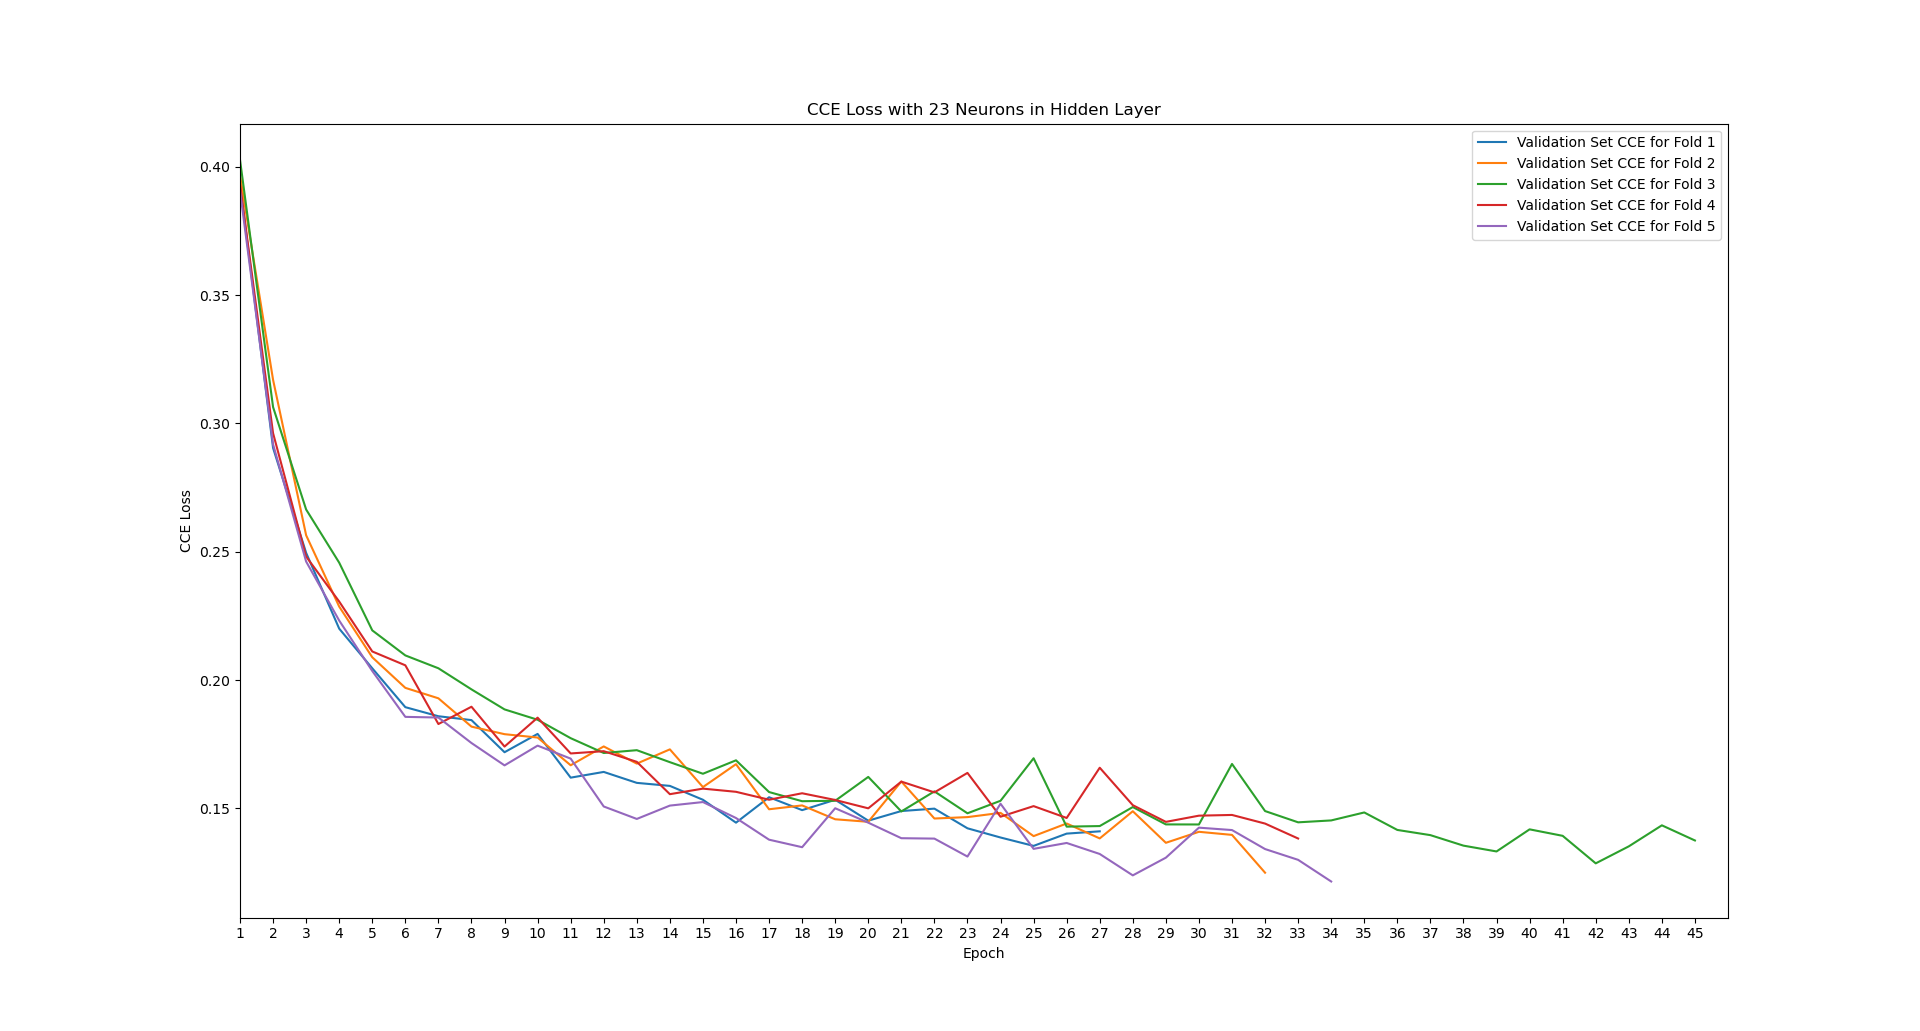 CCE Loss with 23 Neurons in Hidden Layer
Validation Set CCE for Fold 1
Validation Set CCE for Fold 2
Validation Set CCE for Fold 3
Validation Set CCE for Fold 4
Validation Set CCE for Fold 5
0.40
0.35
0.30
0.25
0.20
0.15
CCE Loss
1 2 3 4 5 6 7 8 9 10 11 12 13 14 15 16 17 18 19 20 21 22 23 24 25 26 27 28 29 30 31 32 33 34 35 36 37 38 39 40 41 42 43 44 45
Epoch